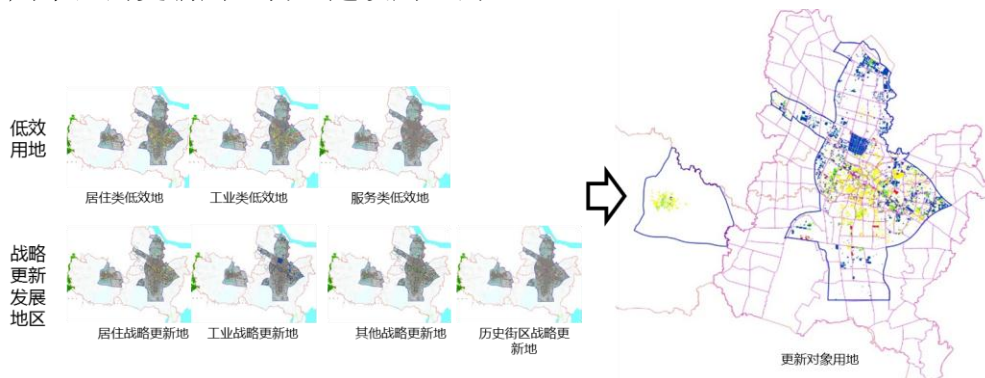 低效
用地
居住类低效地
工业类低效地
服务类低效地
战略
更新
发展
地区
居住战略更新地
工业战略更新地
其他战略更新地
历史街区战略更
新地
更新对象用地